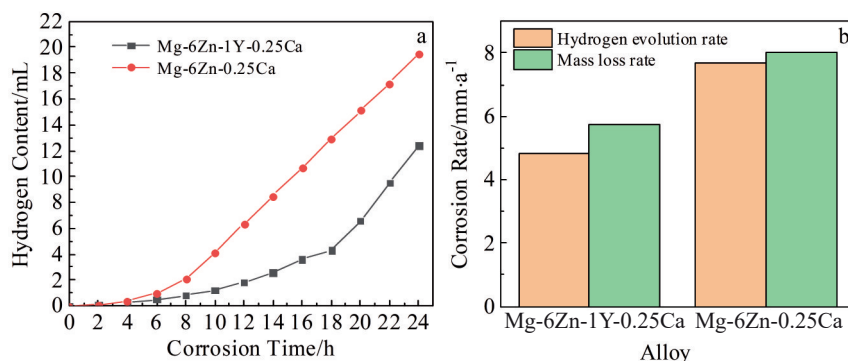 a
Mg-6Zn-1Y-0.25Ca
Mg-6Zn-0.25Ca
Hydrogen Content/mL
20
18
16
14
12
10
8
6
4
2
0
0 2 4 6 8 10 12 14 16 18 20 22 24
Corrosion Time/h
b
Hydrogen evolution rate
Mass loss rate
Corrosion Rate/mm·a⁻¹
8
6
4
2
0
Mg-6Zn-1Y-0.25Ca Mg-6Zn-0.25Ca
Alloy